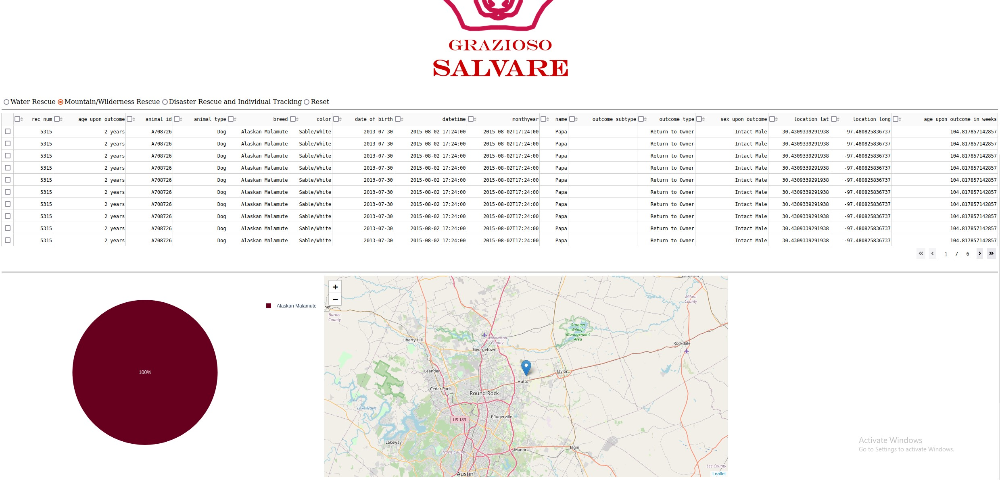 GRAZIOSO
SALVARE
Water Rescue Mountain/Wilderness Rescue Disaster Rescue and Individual Tracking Reset
rec_num age_upon_outcome animal_id animal_type breed color date_of_birth datetime monthyear name outcome_subtype outcome_type sex_upon_outcome location_lat location_long age_upon_outcome_in_weeks
5315 2 years A708726 Dog Alaskan Malamute Sable/White 2013-07-30 2015-08-02 17:24:00 2015-08-02T17:24:00 Papa Return to Owner Intact Male 30.4309339291938 -97.480825836737 104.817857142857
5315 2 years A708726 Dog Alaskan Malamute Sable/White 2013-07-30 2015-08-02 17:24:00 2015-08-02T17:24:00 Papa Return to Owner Intact Male 30.4309339291938 -97.480825836737 104.817857142857
5315 2 years A708726 Dog Alaskan Malamute Sable/White 2013-07-30 2015-08-02 17:24:00 2015-08-02T17:24:00 Papa Return to Owner Intact Male 30.4309339291938 -97.480825836737 104.817857142857
5315 2 years A708726 Dog Alaskan Malamute Sable/White 2013-07-30 2015-08-02 17:24:00 2015-08-02T17:24:00 Papa Return to Owner Intact Male 30.4309339291938 -97.480825836737 104.817857142857
5315 2 years A708726 Dog Alaskan Malamute Sable/White 2013-07-30 2015-08-02 17:24:00 2015-08-02T17:24:00 Papa Return to Owner Intact Male 30.4309339291938 -97.480825836737 104.817857142857
5315 2 years A708726 Dog Alaskan Malamute Sable/White 2013-07-30 2015-08-02 17:24:00 2015-08-02T17:24:00 Papa Return to Owner Intact Male 30.4309339291938 -97.480825836737 104.817857142857
5315 2 years A708726 Dog Alaskan Malamute Sable/White 2013-07-30 2015-08-02 17:24:00 2015-08-02T17:24:00 Papa Return to Owner Intact Male 30.4309339291938 -97.480825836737 104.817857142857
5315 2 years A708726 Dog Alaskan Malamute Sable/White 2013-07-30 2015-08-02 17:24:00 2015-08-02T17:24:00 Papa Return to Owner Intact Male 30.4309339291938 -97.480825836737 104.817857142857
5315 2 years A708726 Dog Alaskan Malamute Sable/White 2013-07-30 2015-08-02 17:24:00 2015-08-02T17:24:00 Papa Return to Owner Intact Male 30.4309339291938 -97.480825836737 104.817857142857
5315 2 years A708726 Dog Alaskan Malamute Sable/White 2013-07-30 2015-08-02 17:24:00 2015-08-02T17:24:00 Papa Return to Owner Intact Male 30.4309339291938 -97.480825836737 104.817857142857
1 / 6
Alaskan Malamute
100%
+
−
Cameron
Milam
County
net
Burnet
County
Granger
Wildlife
Management
Area
Williamson
County
Liberty Hill
Rockdale
Georgetown
Leander
Taylor
Hutto
Cedar Park
Round Rock
Lake Travis
Pflugerville
US 183
Lakeway
Manor
Elgin
Travis County
Lee County
Austin
Leaflet
Activate Windows
Go to Settings to activate Windows.